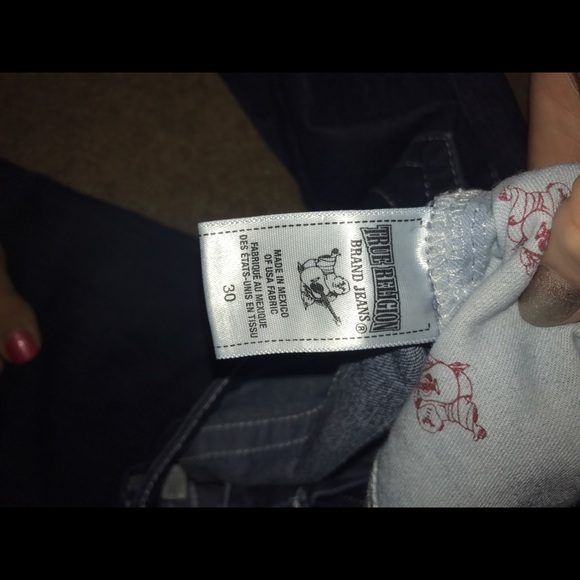 TRUE RELIGION
BRAND JEANS®
MADE IN MEXICO
OF USA FABRIC
FABRIQUÉ AU MEXIQUE
DES ÉTATS-UNIS EN TISSU
30